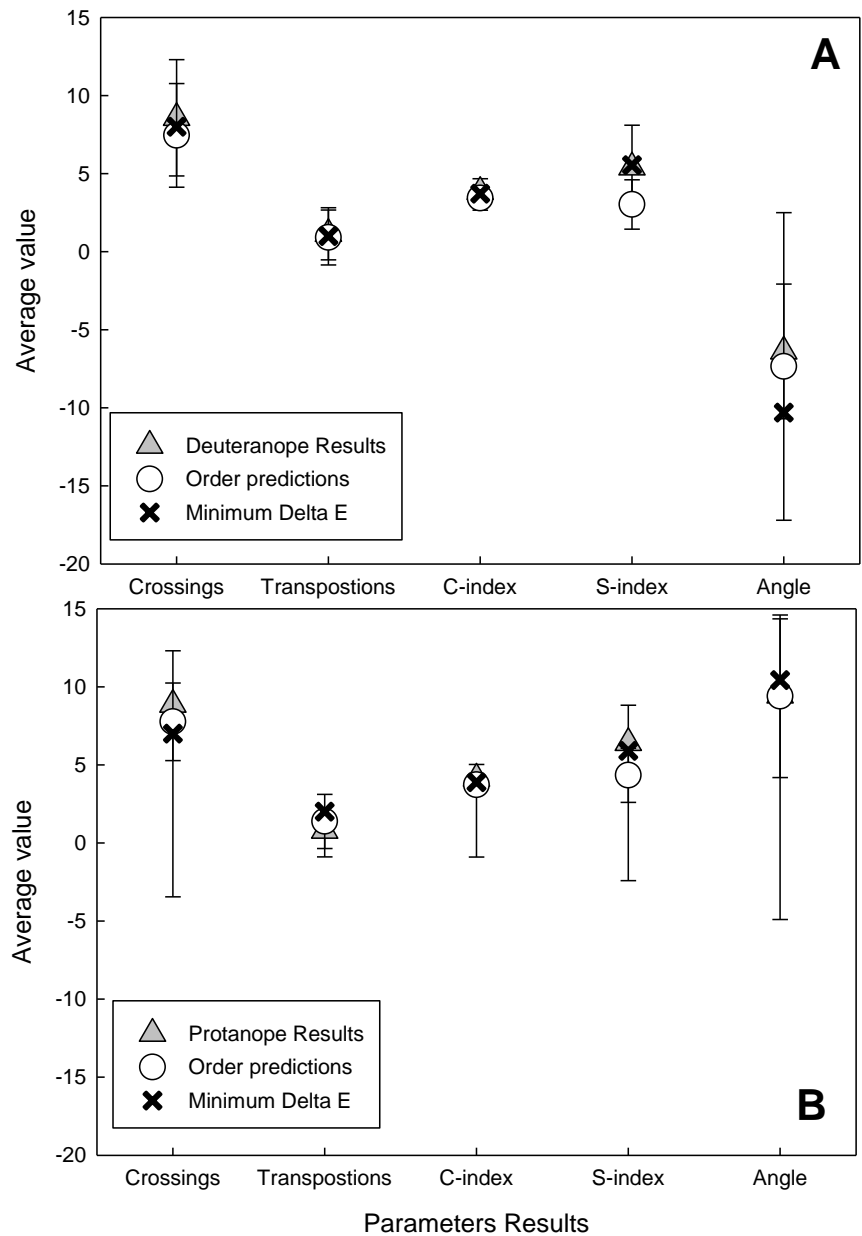 15
A
10
5
0
-5
-10
-15
-20
Average value
Deuteranope Results
Order predictions
Minimum Delta E
Crossings Transpostions C-index S-index Angle
15
10
5
0
-5
-10
-15
-20
Average value
Protanope Results
Order predictions
Minimum Delta E
B
Crossings Transpostions C-index S-index Angle
Parameters Results